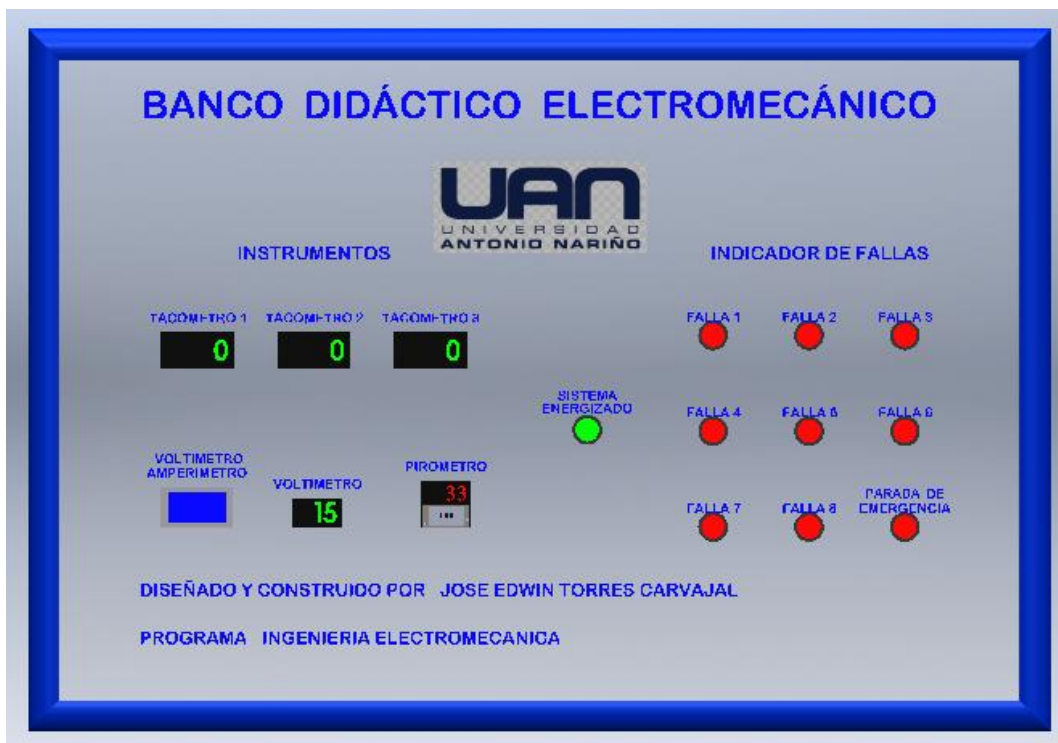 BANCO DIDÁCTICO ELECTROMECÁNICO
UAN
UNIVERSIDAD
ANTONIO NARIÑO
INSTRUMENTOS
INDICADOR DE FALLAS
TACOMETRO 1 TACOMETRO 2 TACOMETRO 3
0 0 0
FALLA 1 FALLA 2 FALLA 3
SISTEMA
ENERGIZADO
FALLA 4 FALLA 5 FALLA 6
VOLTIMETRO
AMPERIMETRO
VOLTIMETRO
15
PIROMETRO
33
FALLA 7 FALLA 8
PARADA DE
EMERGENCIA
DISEÑADO Y CONSTRUIDO POR JOSE EDWIN TORRES CARVAJAL
PROGRAMA INGENIERIA ELECTROMECANICA